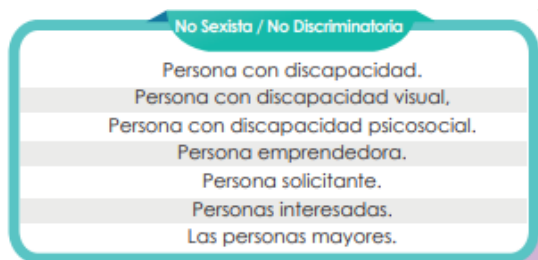 No Sexista / No Discriminatoria
Persona con discapacidad.
Persona con discapacidad visual,
Persona con discapacidad psicosocial.
Persona emprendedora.
Persona solicitante.
Personas interesadas.
Las personas mayores.